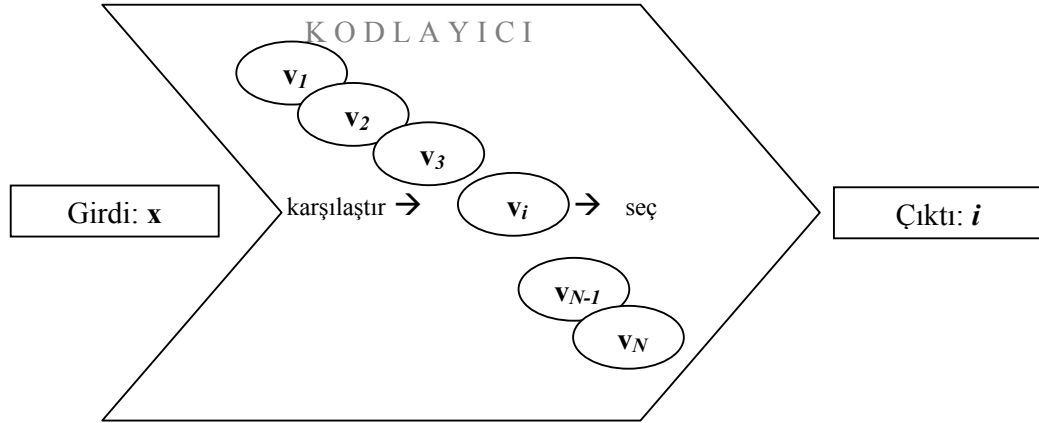 K O D L A Y I C I
v1
v2
v3
Girdi: x
karşılaştır → vi → seç
Çıktı: i
vN-1
vN